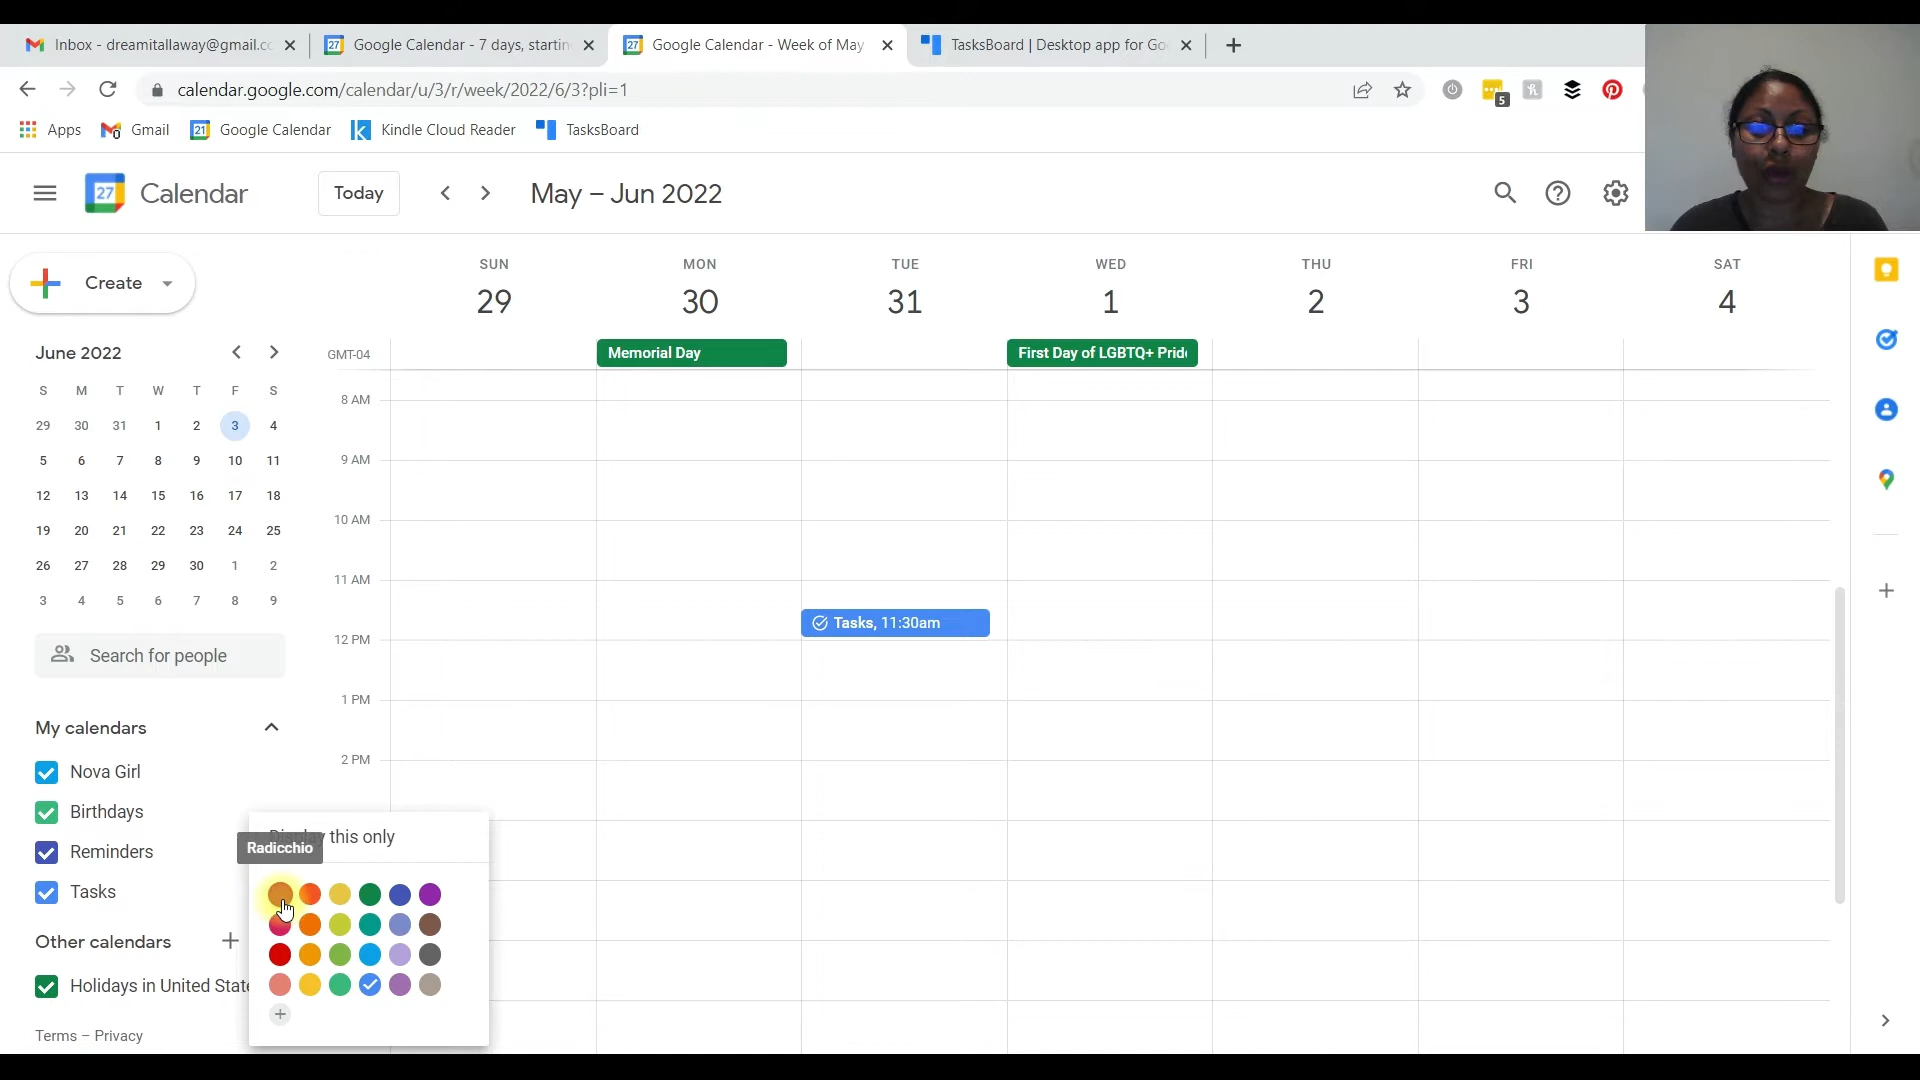 Inbox - dreamitallaway@gmail.c
Google Calendar - 7 days, startin
Google Calendar - Week of May
TasksBoard | Desktop app for Go
calendar.google.com/calendar/u/3/r/week/2022/6/3?pli=1
5
Apps
Gmail
21
Google Calendar
Kindle Cloud Reader
TasksBoard
27
Calendar
Today
May – Jun 2022
Create
SUN MON TUE WED THU FRI SAT
29 30 31 1 2 3 4
June 2022
GMT-04
Memorial Day
First Day of LGBTQ+ Prid
S M T W T F S
29 30 31 1 2 3 4
5 6 7 8 9 10 11
12 13 14 15 16 17 18
19 20 21 22 23 24 25
26 27 28 29 30 1 2
3 4 5 6 7 8 9
8 AM
9 AM
10 AM
11 AM
Tasks, 11:30am
12 PM
1 PM
2 PM
Search for people
My calendars
Nova Girl
Birthdays
Reminders
Tasks
Other calendars
Holidays in United State
Terms – Privacy
this only
Radicchio